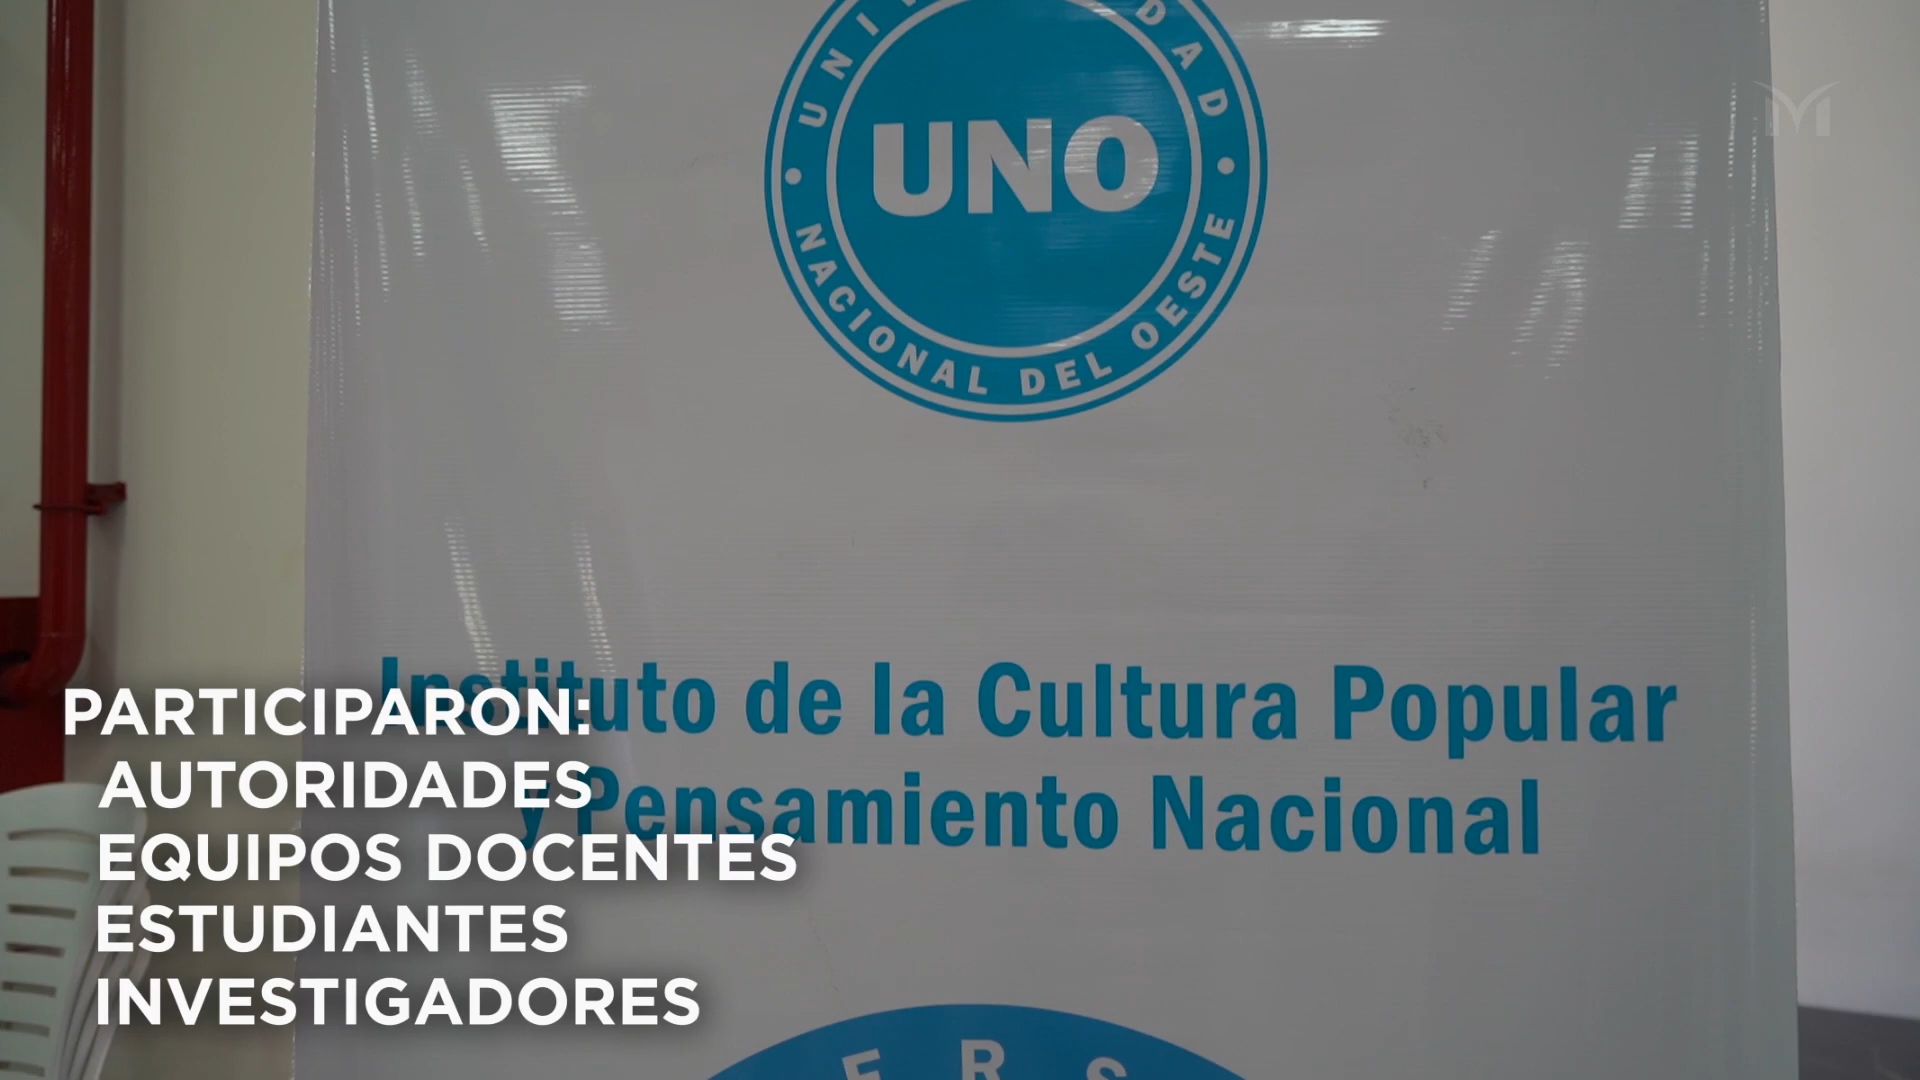 UNO
NACIONAL DEL OESTE
Instituto de la Cultura Popular
y Pensamiento Nacional
PARTICIPARON:
AUTORIDADES
EQUIPOS DOCENTES
ESTUDIANTES
INVESTIGADORES
M